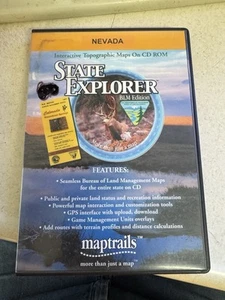 NEVADA
Interactive Topographic Maps On CD ROM
STATE
EXPLORER™
BLM Edition
FEATURES:
• Seamless Bureau of Land Management Maps
for the entire state on CD
• Public and private land status and recreation information
• Powerful map interaction and customization tools
• GPS interface with upload, download
• Game Management Units overlays
• Add routes with terrain profiles and distance calculations
maptrails™
more than just a map